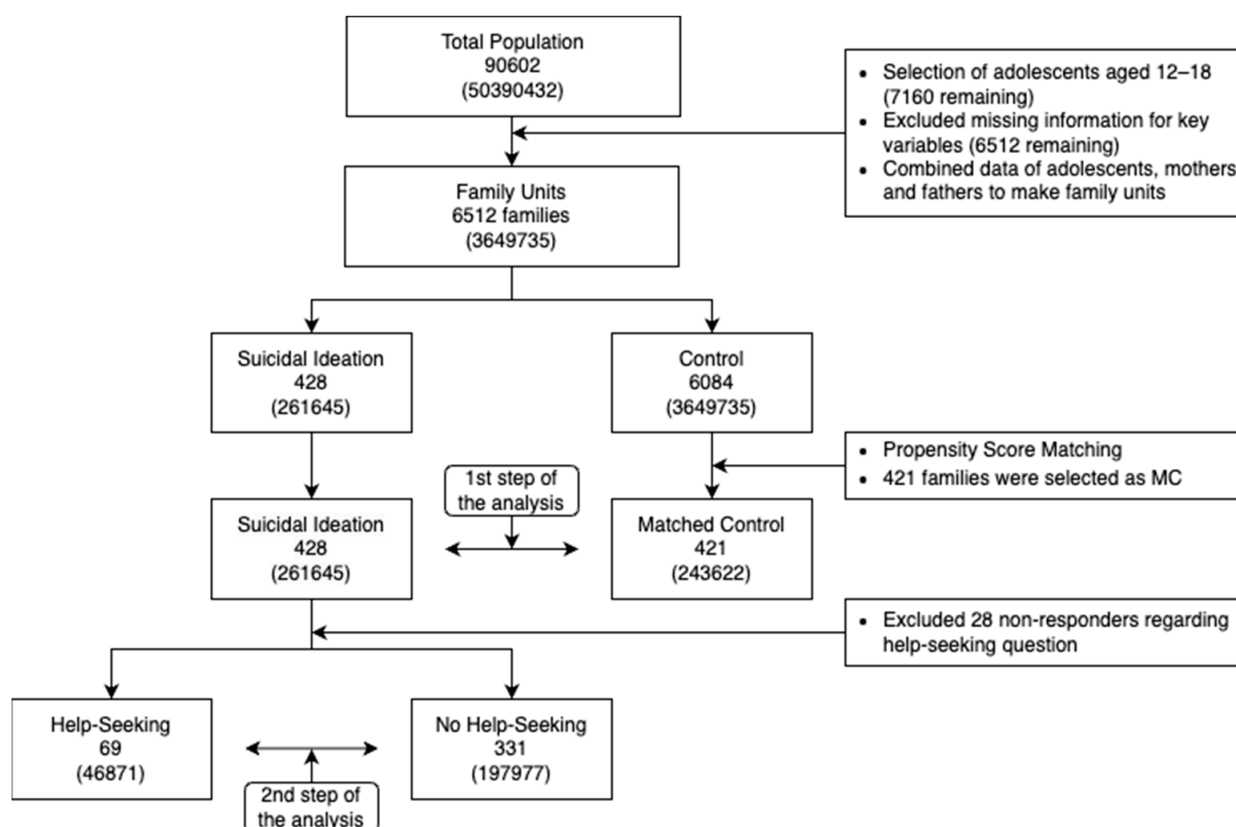 Total Population
90602
(50390432)
• Selection of adolescents aged 12–18
(7160 remaining)
• Excluded missing information for key
variables (6512 remaining)
• Combined data of adolescents, mothers
and fathers to make family units
Family Units
6512 families
(3649735)
Suicidal Ideation
428
(261645)
Control
6084
(3649735)
• Propensity Score Matching
• 421 families were selected as MC
1st step of
the analysis
Suicidal Ideation
428
(261645)
Matched Control
421
(243622)
• Excluded 28 non-responders regarding
help-seeking question
Help-Seeking
69
(46871)
No Help-Seeking
331
(197977)
2nd step of
the analysis